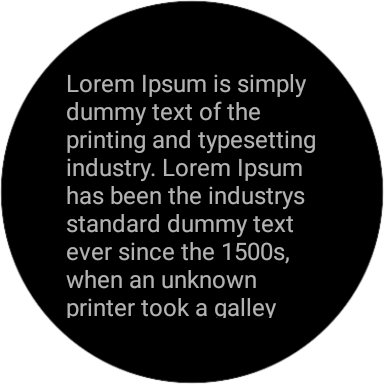 Lorem Ipsum is simply
dummy text of the
printing and typesetting
industry. Lorem Ipsum
has been the industrys
standard dummy text
ever since the 1500s,
when an unknown
printer took a galley